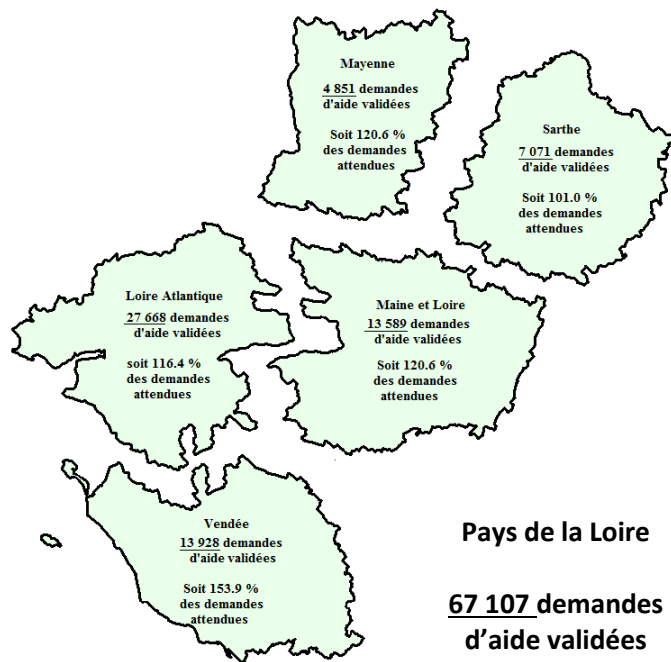 Mayenne
4 851 demandes
d'aide validées
Soit 120.6 %
des demandes
attendues
Sarthe
7 071 demandes
d'aide validées
Soit 101.0 %
des demandes
attendues
Loire Atlantique
27 668 demandes
d'aide validées
soit 116.4 %
des demandes
attendues
Maine et Loire
13 589 demandes
d'aide validées
Soit 120.6 %
des demandes
attendues
Vendée
13 928 demandes
d'aide validées
Soit 153.9 %
des demandes
attendues
Pays de la Loire
67 107 demandes
d’aide validées